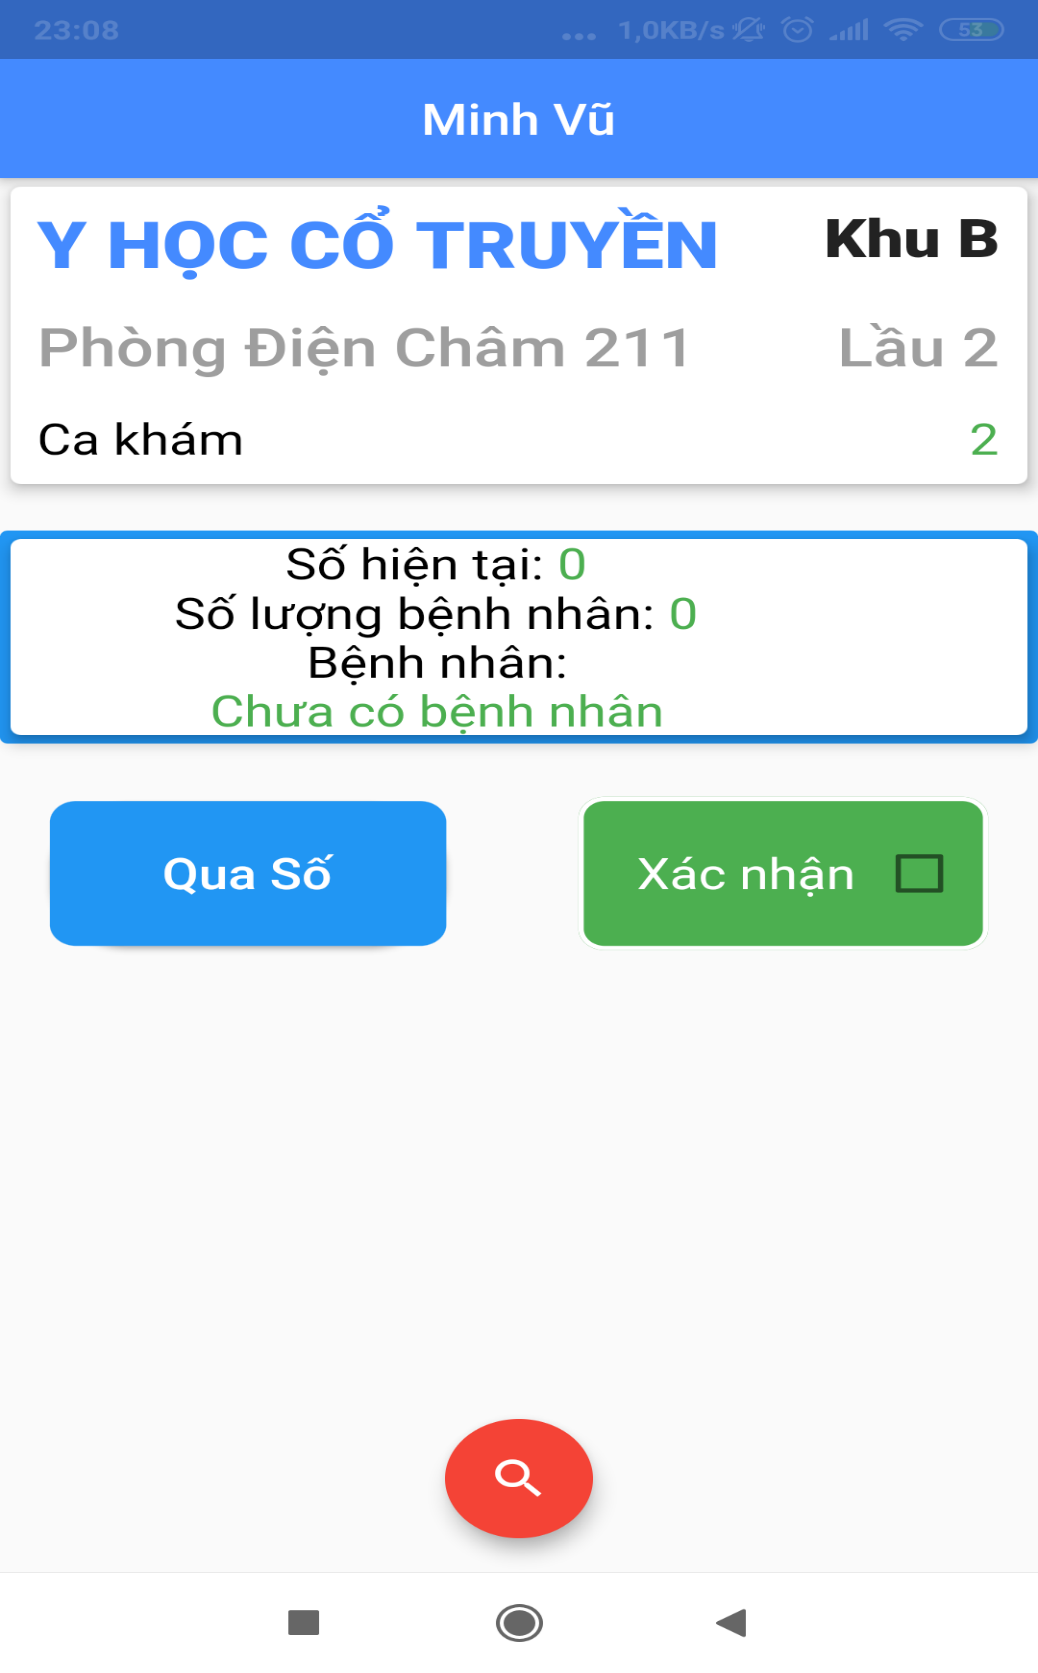 23:08
... 1,0KB/s 53
Minh Vũ
Y HỌC CỔ TRUYỀN Khu B
Phòng Điện Châm 211 Lầu 2
Ca khám 2
Số hiện tại: 0
Số lượng bệnh nhân: 0
Bệnh nhân:
Chưa có bệnh nhân
Qua Số
Xác nhận